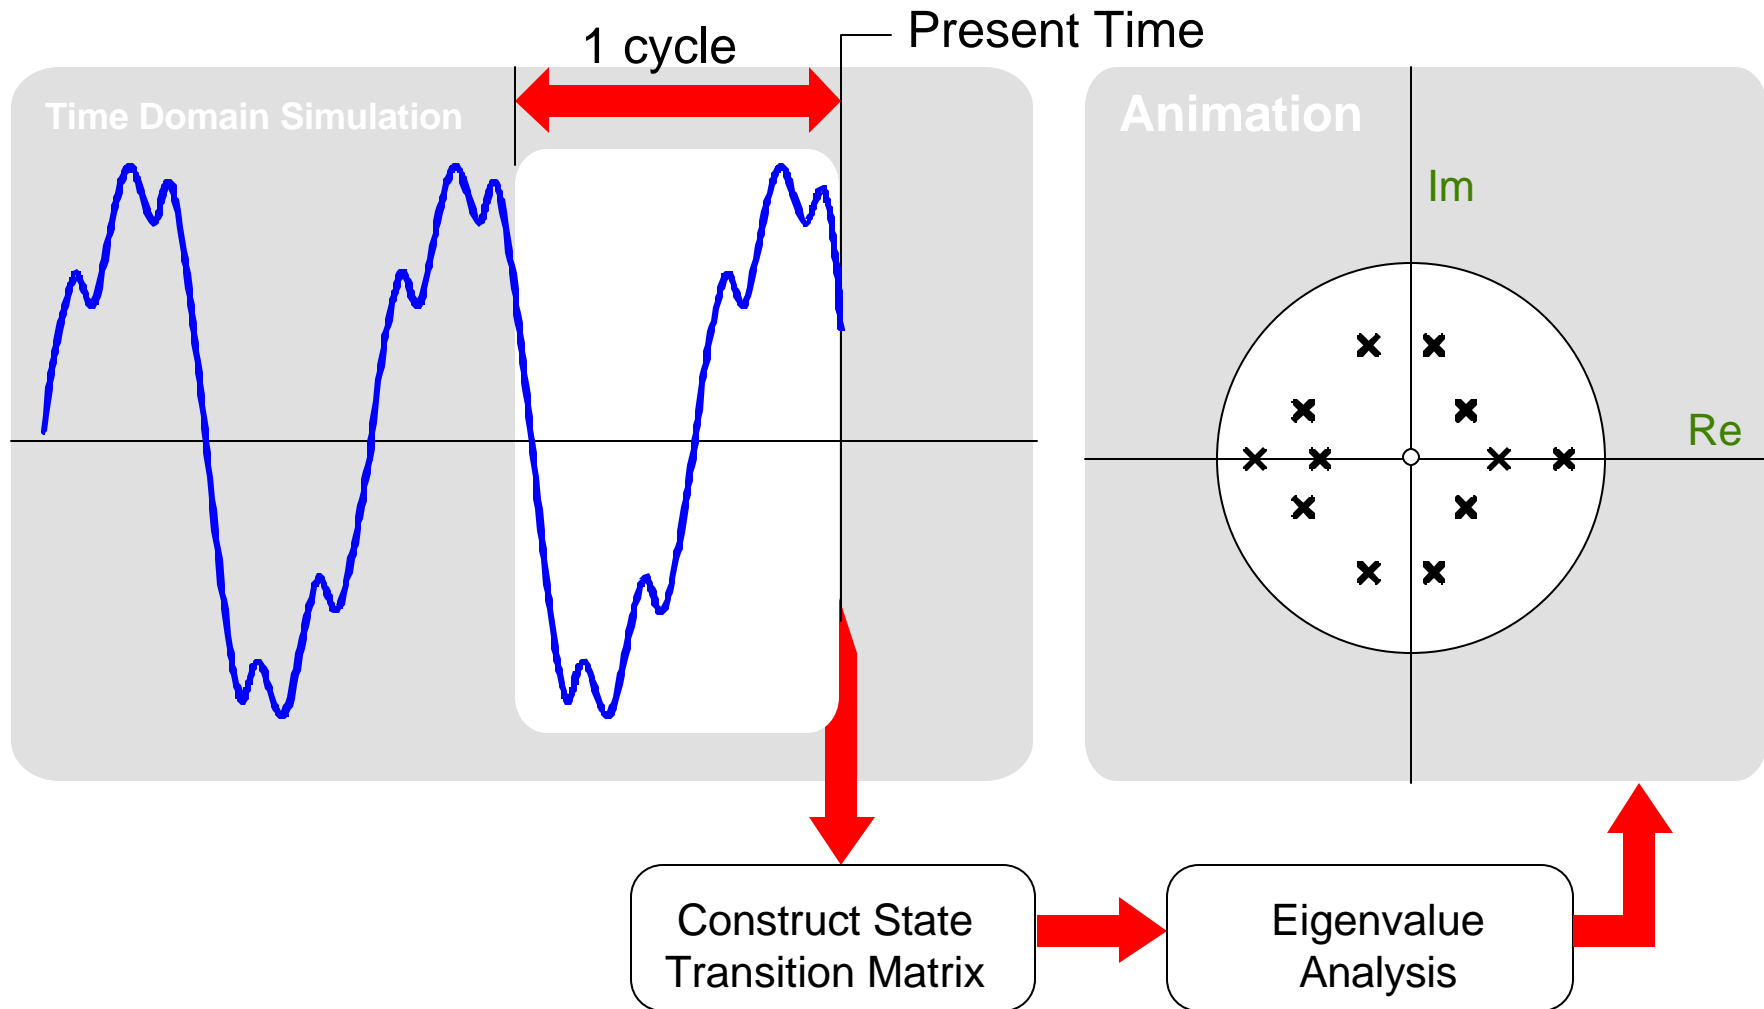 1 cycle
Present Time
Time Domain Simulation
Animation
Im
Re
Construct State
Transition Matrix
Eigenvalue
Analysis